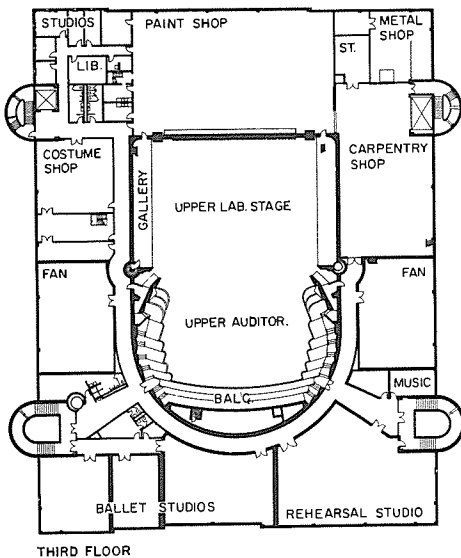 STUDIOS
PAINT SHOP
METAL
SHOP
ST.
LIB.
COSTUME
SHOP
CARPENTRY
SHOP
GALLERY
UPPER LAB. STAGE
FAN
FAN
UPPER AUDITOR.
MUSIC
BALC.
BALLET STUDIOS
REHEARSAL STUDIO
THIRD FLOOR